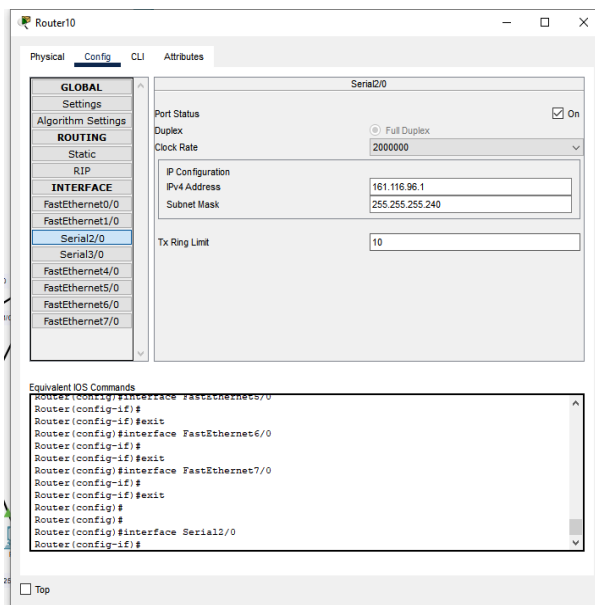 Router10
Physical Config CLI Attributes
GLOBAL
Settings
Algorithm Settings
ROUTING
Static
RIP
INTERFACE
FastEthernet0/0
FastEthernet1/0
Serial2/0
Serial3/0
FastEthernet4/0
FastEthernet5/0
FastEthernet6/0
FastEthernet7/0
Serial2/0
Port Status On
Duplex Full Duplex
Clock Rate 2000000
IP Configuration
IPv4 Address 161.116.96.1
Subnet Mask 255.255.255.240
Tx Ring Limit 10
Equivalent IOS Commands
Router(config)#interface FastEthernet5/0
Router(config-if)#
Router(config-if)#exit
Router(config)#interface FastEthernet6/0
Router(config-if)#
Router(config-if)#exit
Router(config)#interface FastEthernet7/0
Router(config-if)#
Router(config-if)#exit
Router(config)#
Router(config)#
Router(config)#interface Serial2/0
Router(config-if)#
Top